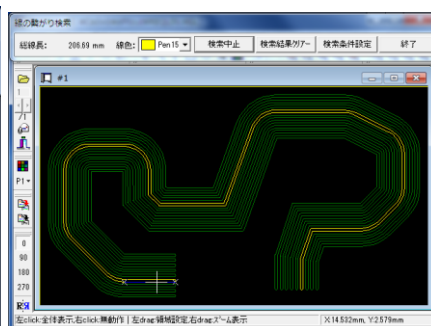 線の繋がり検索
総線長: 206.69 mm 線色: Pen15 検索中止 検索結果クリアー 検索条件設定 終了
#1
1
/1
P1
0
90
180
270
左click:全体表示,右click:無動作 | 左drag:領域設定,右drag:ズーム表示 X:14.532mm, Y:2.579mm